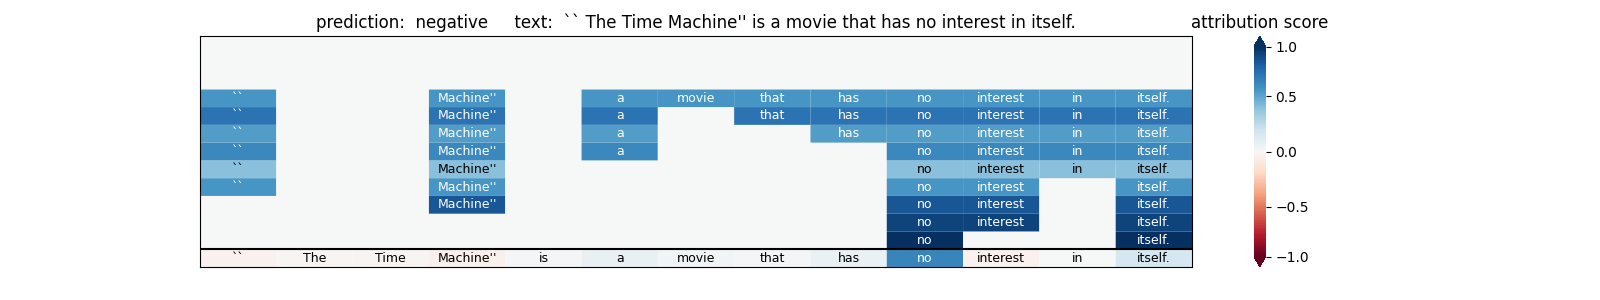 prediction:  negative     text:  `` The Time Machine'' is a movie that has no interest in itself.
attribution score
`` Machine'' a movie that has no interest in itself.
`` Machine'' a that has no interest in itself.
`` Machine'' a has no interest in itself.
`` Machine'' a no interest in itself.
`` Machine'' no interest in itself.
`` Machine'' no interest itself.
Machine'' no interest itself.
no interest itself.
no itself.
`` The Time Machine'' is a movie that has no interest in itself.
1.0
0.5
0.0
−0.5
−1.0